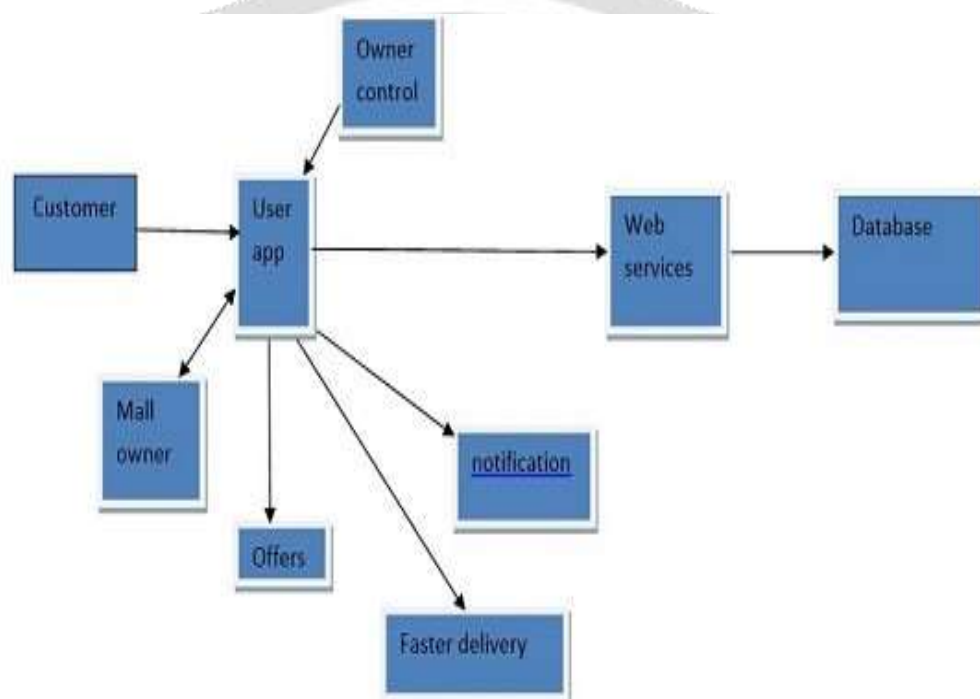 Owner
control
Customer
User
app
Web
services
Database
Mall
owner
notification
Offers
Faster delivery